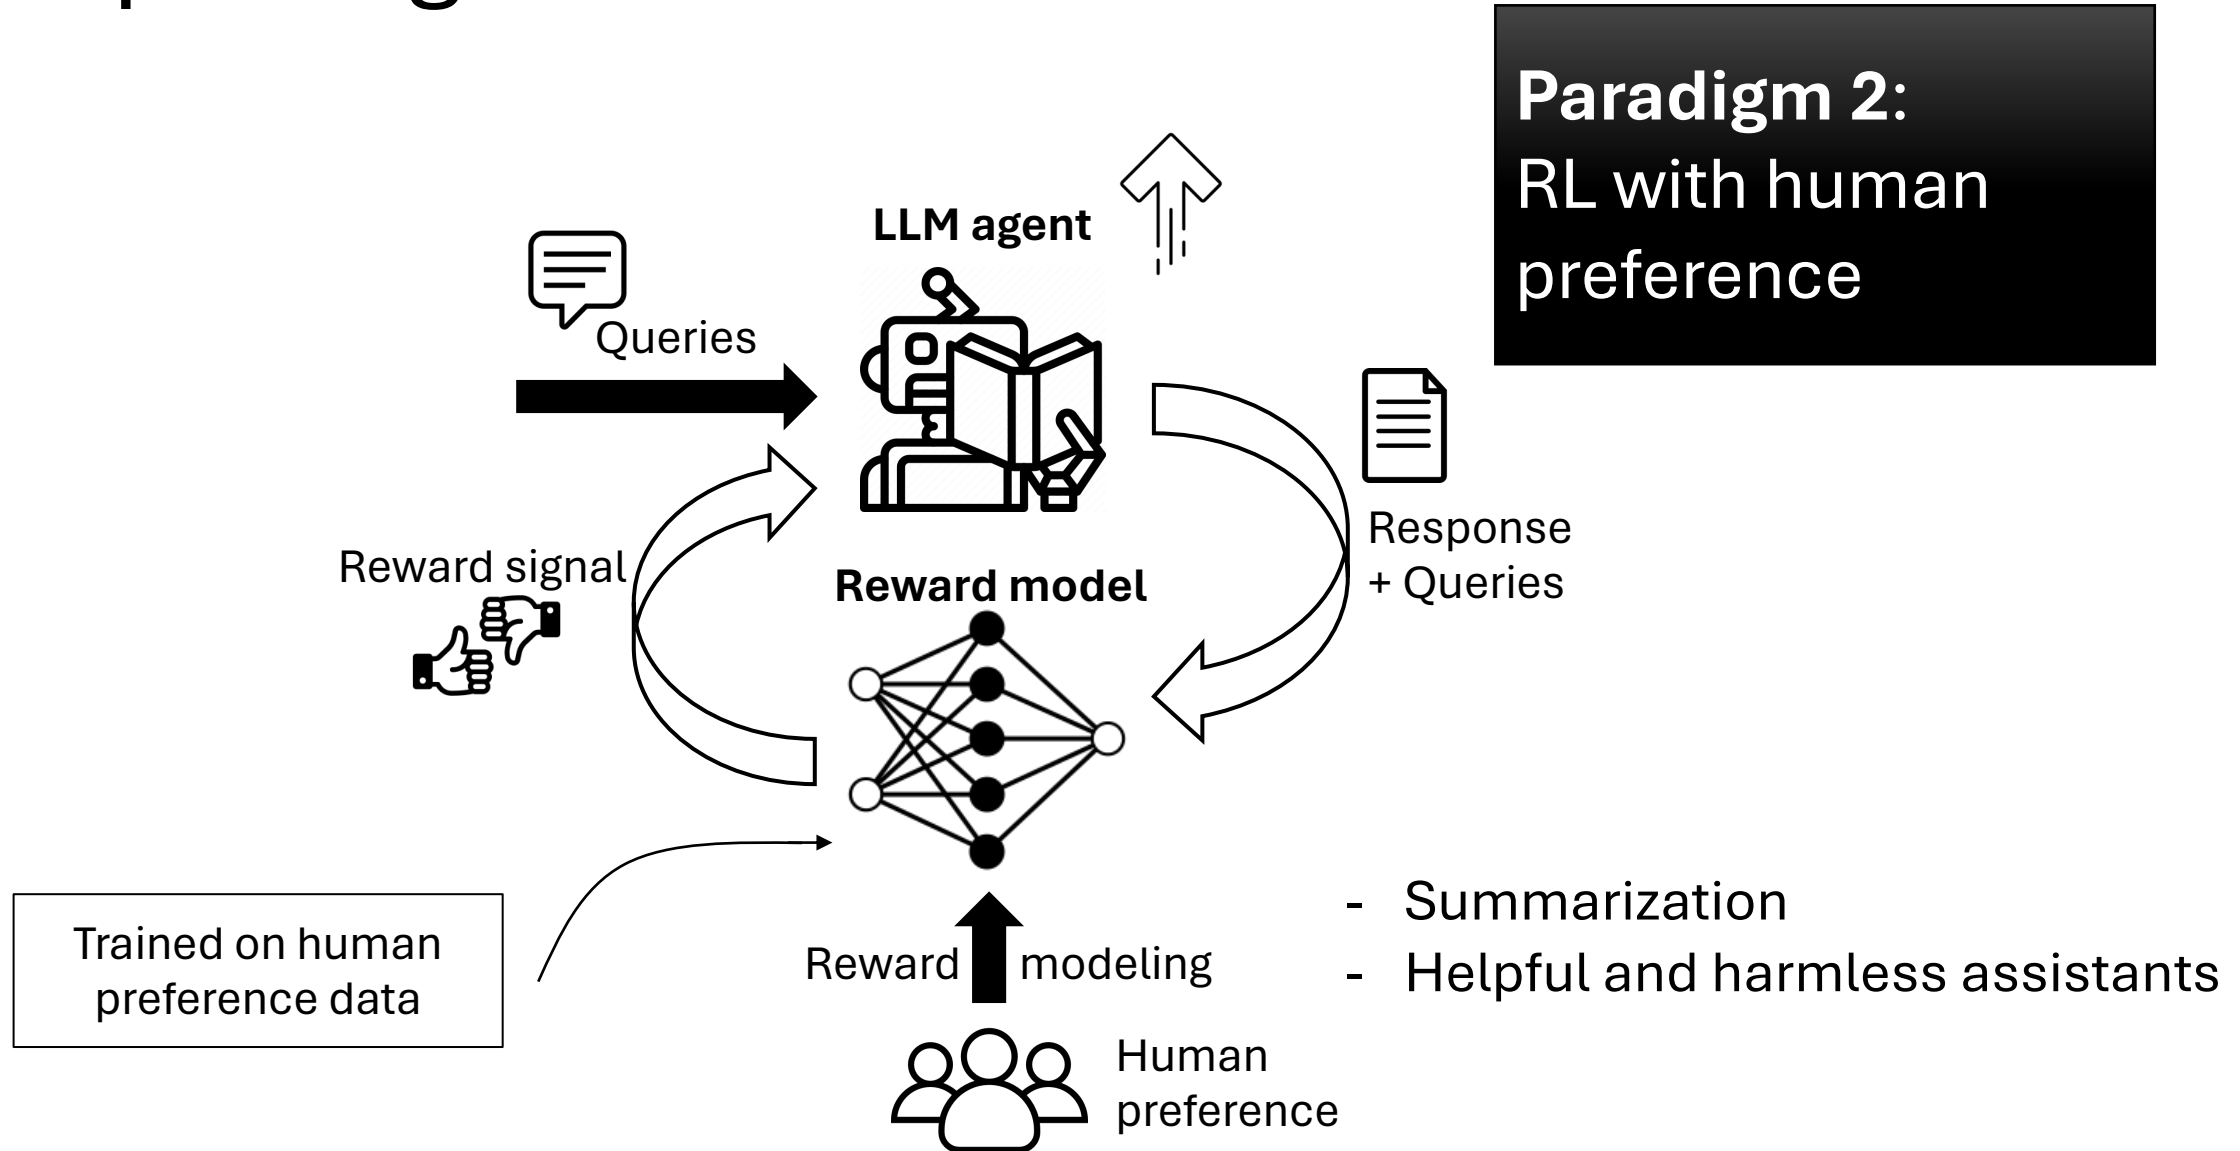 Paradigm 2:
RL with human
preference
LLM agent
Queries
Response
+ Queries
Reward signal
Reward model
Trained on human
preference data
Reward modeling
Human
preference
- Summarization
- Helpful and harmless assistants